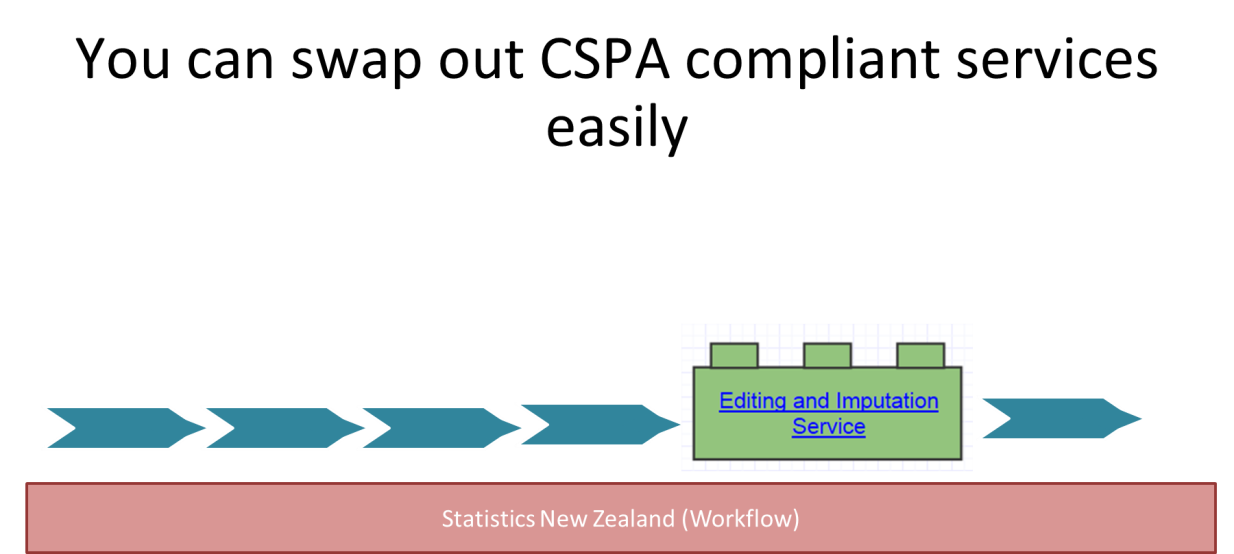 You can swap out CSPA compliant services
easily
Editing and Imputation
Service
Statistics New Zealand (Workflow)